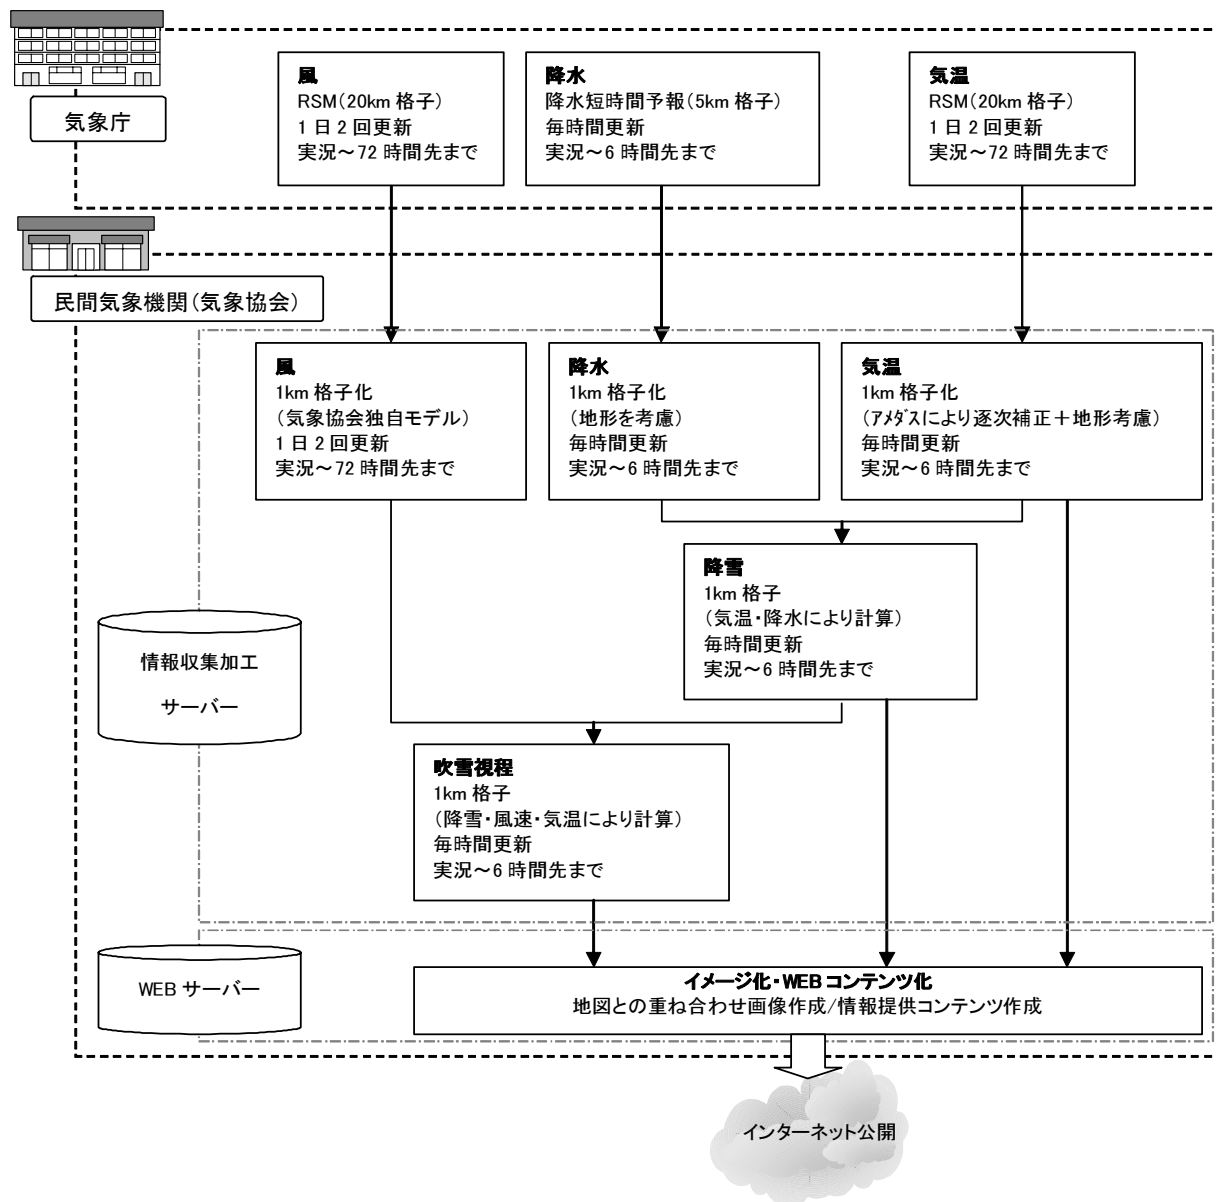 気象庁
風
RSM(20km 格子)
1 日 2 回更新
実況～72 時間先まで
降水
降水短時間予報(5km 格子)
毎時間更新
実況～6 時間先まで
気温
RSM(20km 格子)
1 日 2 回更新
実況～72 時間先まで
民間気象機関(気象協会)
風
1km 格子化
(気象協会独自モデル)
1 日 2 回更新
実況～72 時間先まで
降水
1km 格子化
(地形を考慮)
毎時間更新
実況～6 時間先まで
気温
1km 格子化
(ｱﾒﾀﾞｽにより逐次補正＋地形考慮)
毎時間更新
実況～6 時間先まで
降雪
1km 格子
(気温・降水により計算)
毎時間更新
実況～6 時間先まで
情報収集加工
サーバー
吹雪視程
1km 格子
(降雪・風速・気温により計算)
毎時間更新
実況～6 時間先まで
WEB サーバー
イメージ化・WEB コンテンツ化
地図との重ね合わせ画像作成/情報提供コンテンツ作成
インターネット公開